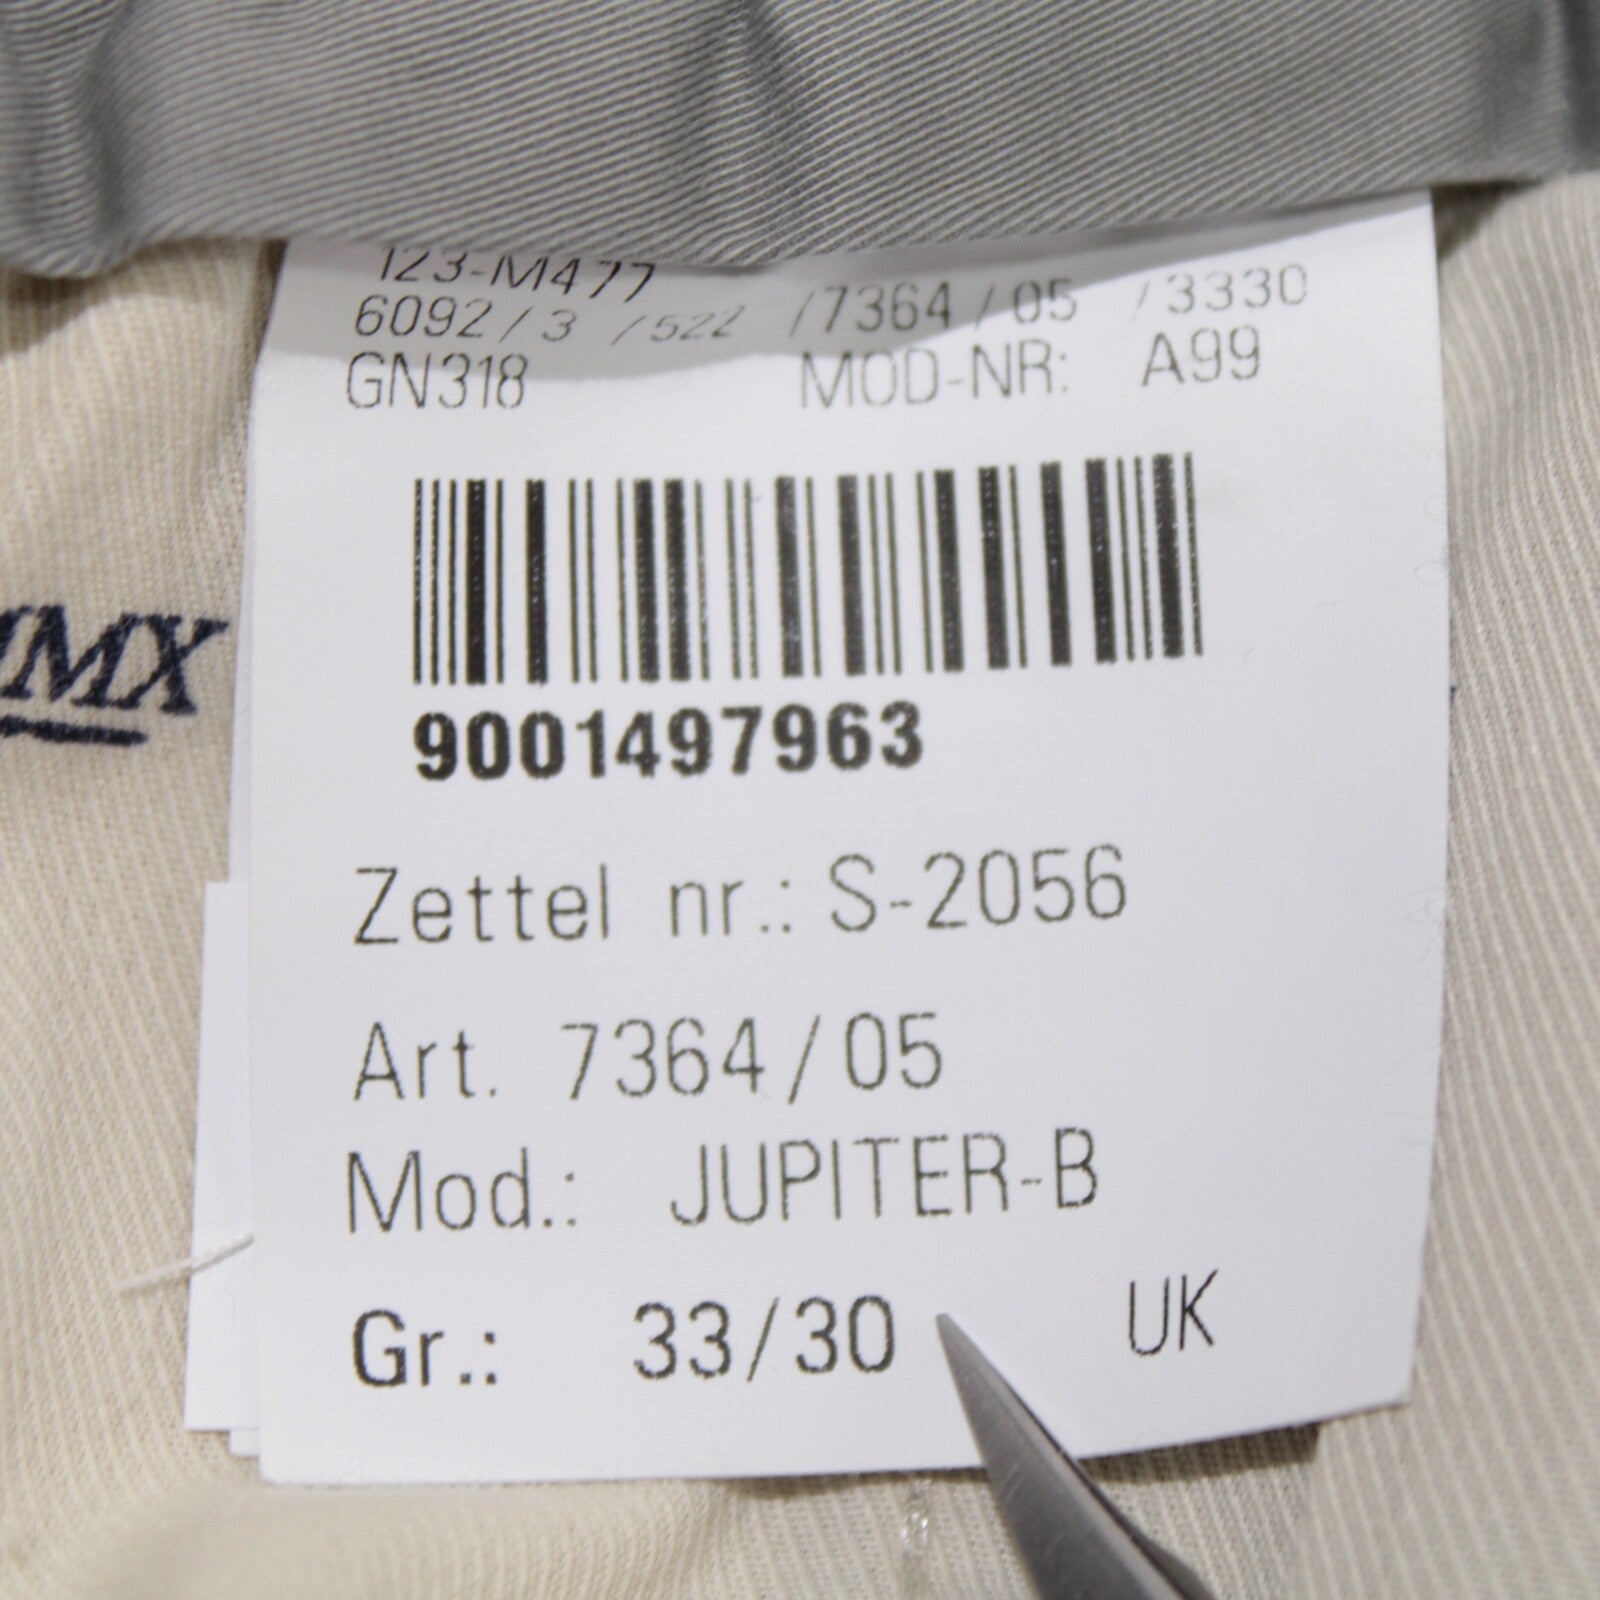 123-M477
6092 / 3 / 522 / 7364 / 05 / 3330
GN318 MOD-NR: A99
9001497963
Zettel nr.: S-2056
Art. 7364/05
Mod.: JUPITER-B
Gr.: 33/30 UK